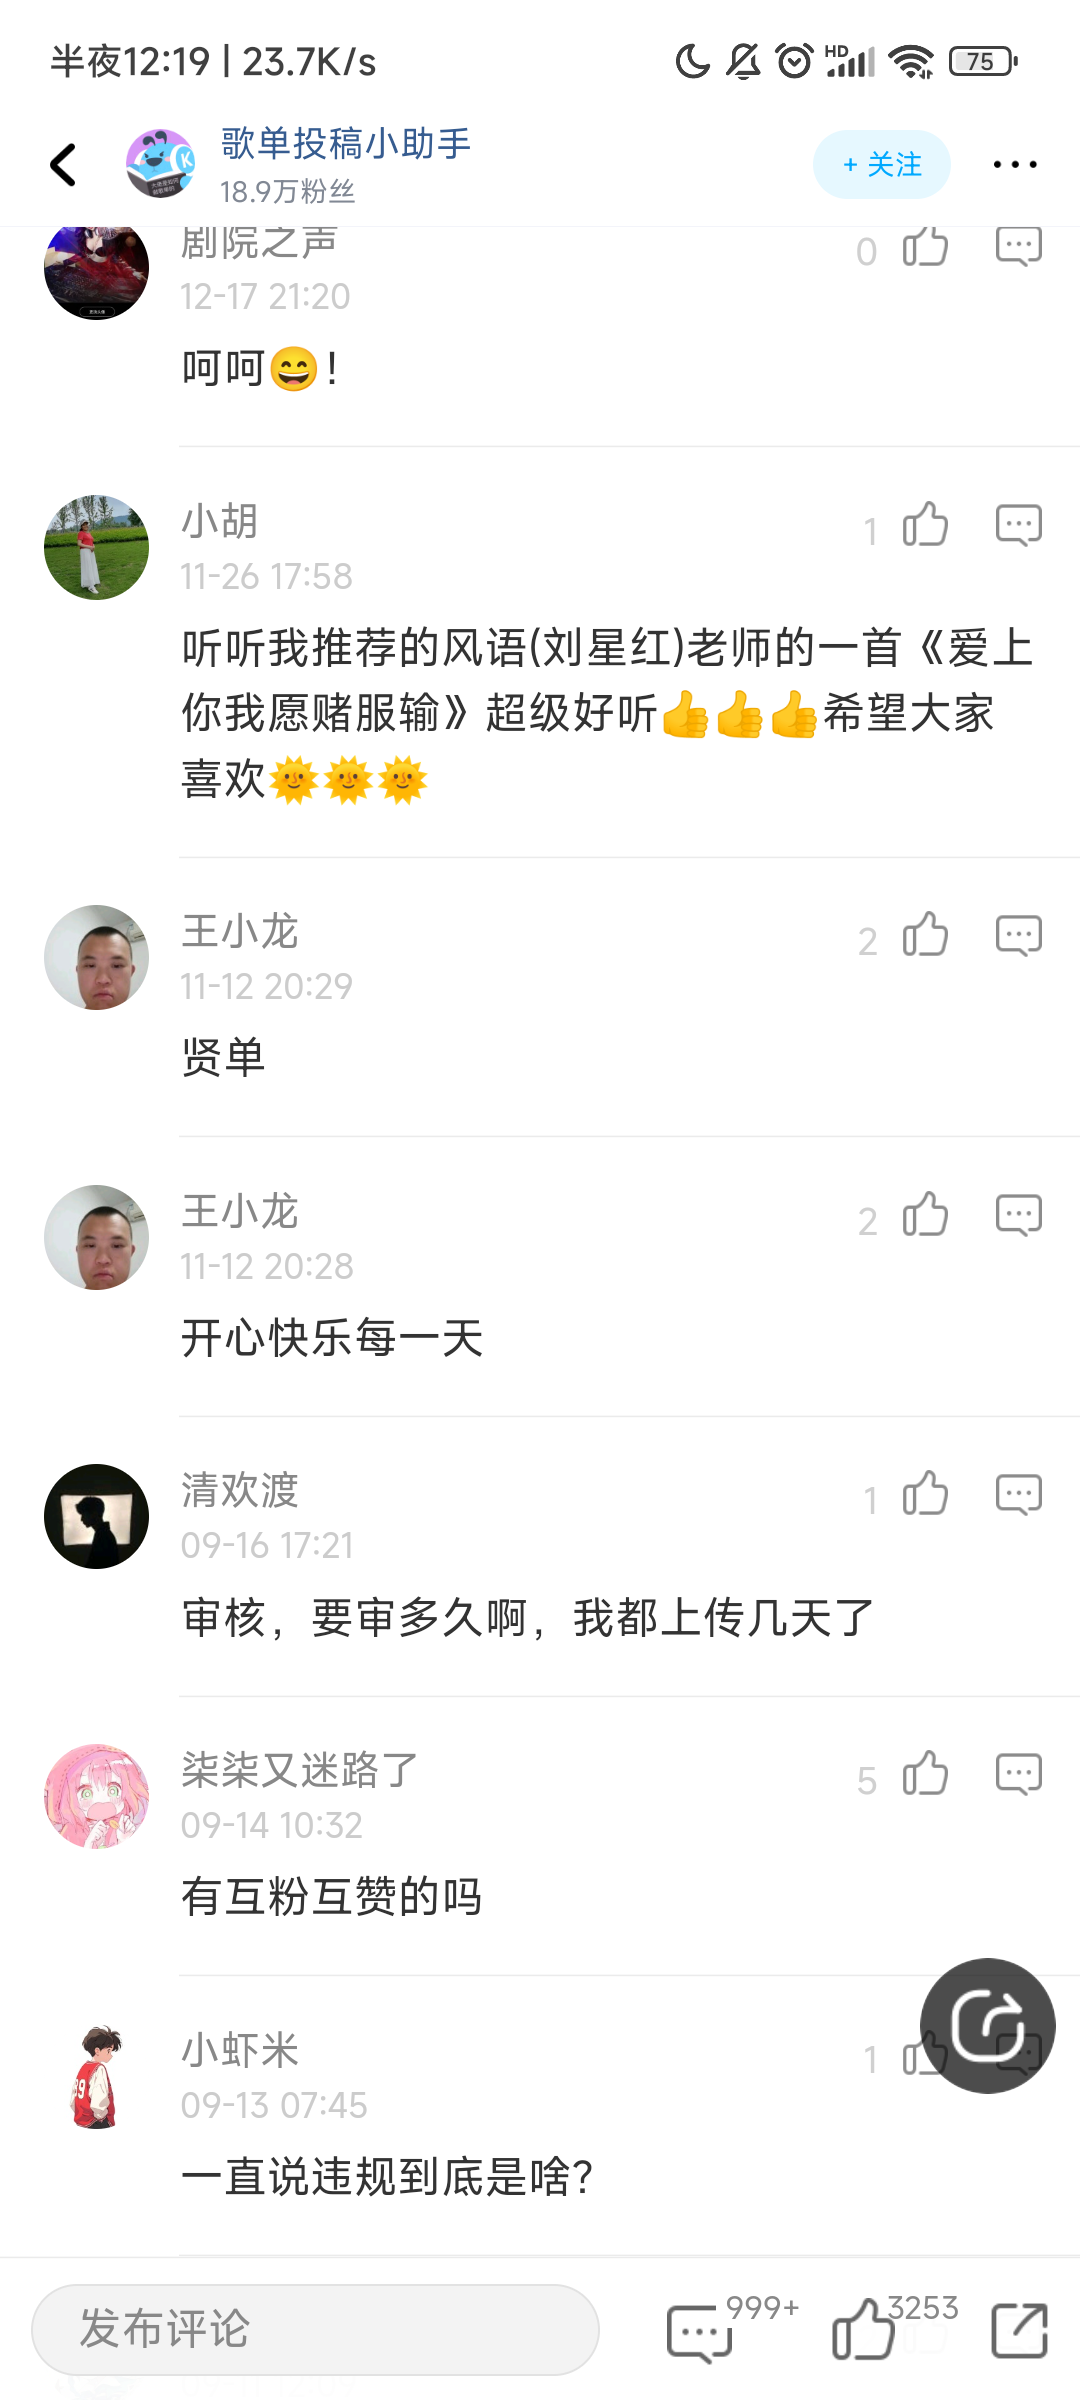 半夜12:19 | 23.7K/s
HD
75
歌单投稿小助手
18.9万粉丝
+ 关注
剧院之声
0
12-17 21:20
呵呵😄!
小胡
1
11-26 17:58
听听我推荐的风语(刘星红)老师的一首《爱上
你我愿赌服输》超级好听👍👍👍希望大家
喜欢🌞🌞🌞
王小龙
2
11-12 20:29
贤单
王小龙
2
11-12 20:28
开心快乐每一天
清欢渡
1
09-16 17:21
审核，要审多久啊，我都上传几天了
柒柒又迷路了
5
09-14 10:32
有互粉互赞的吗
小虾米
1
09-13 07:45
一直说违规到底是啥?
发布评论
999+
3253